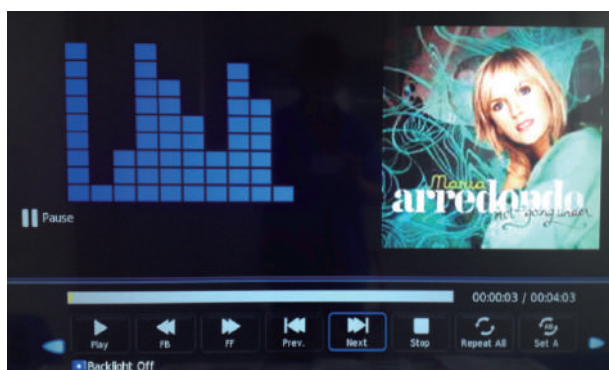 Maria
arredondo
not going under
Pause
00:00:03 / 00:04:03
Play
FB
FF
Prev.
Next
Stop
Repeat All
AB
Set A
Backlight Off